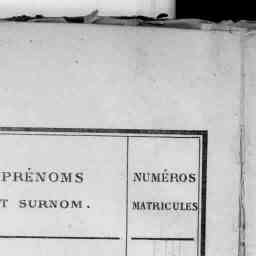 PRÉNOMS
T SURNOM.
NUMÉROS
MATRICULES